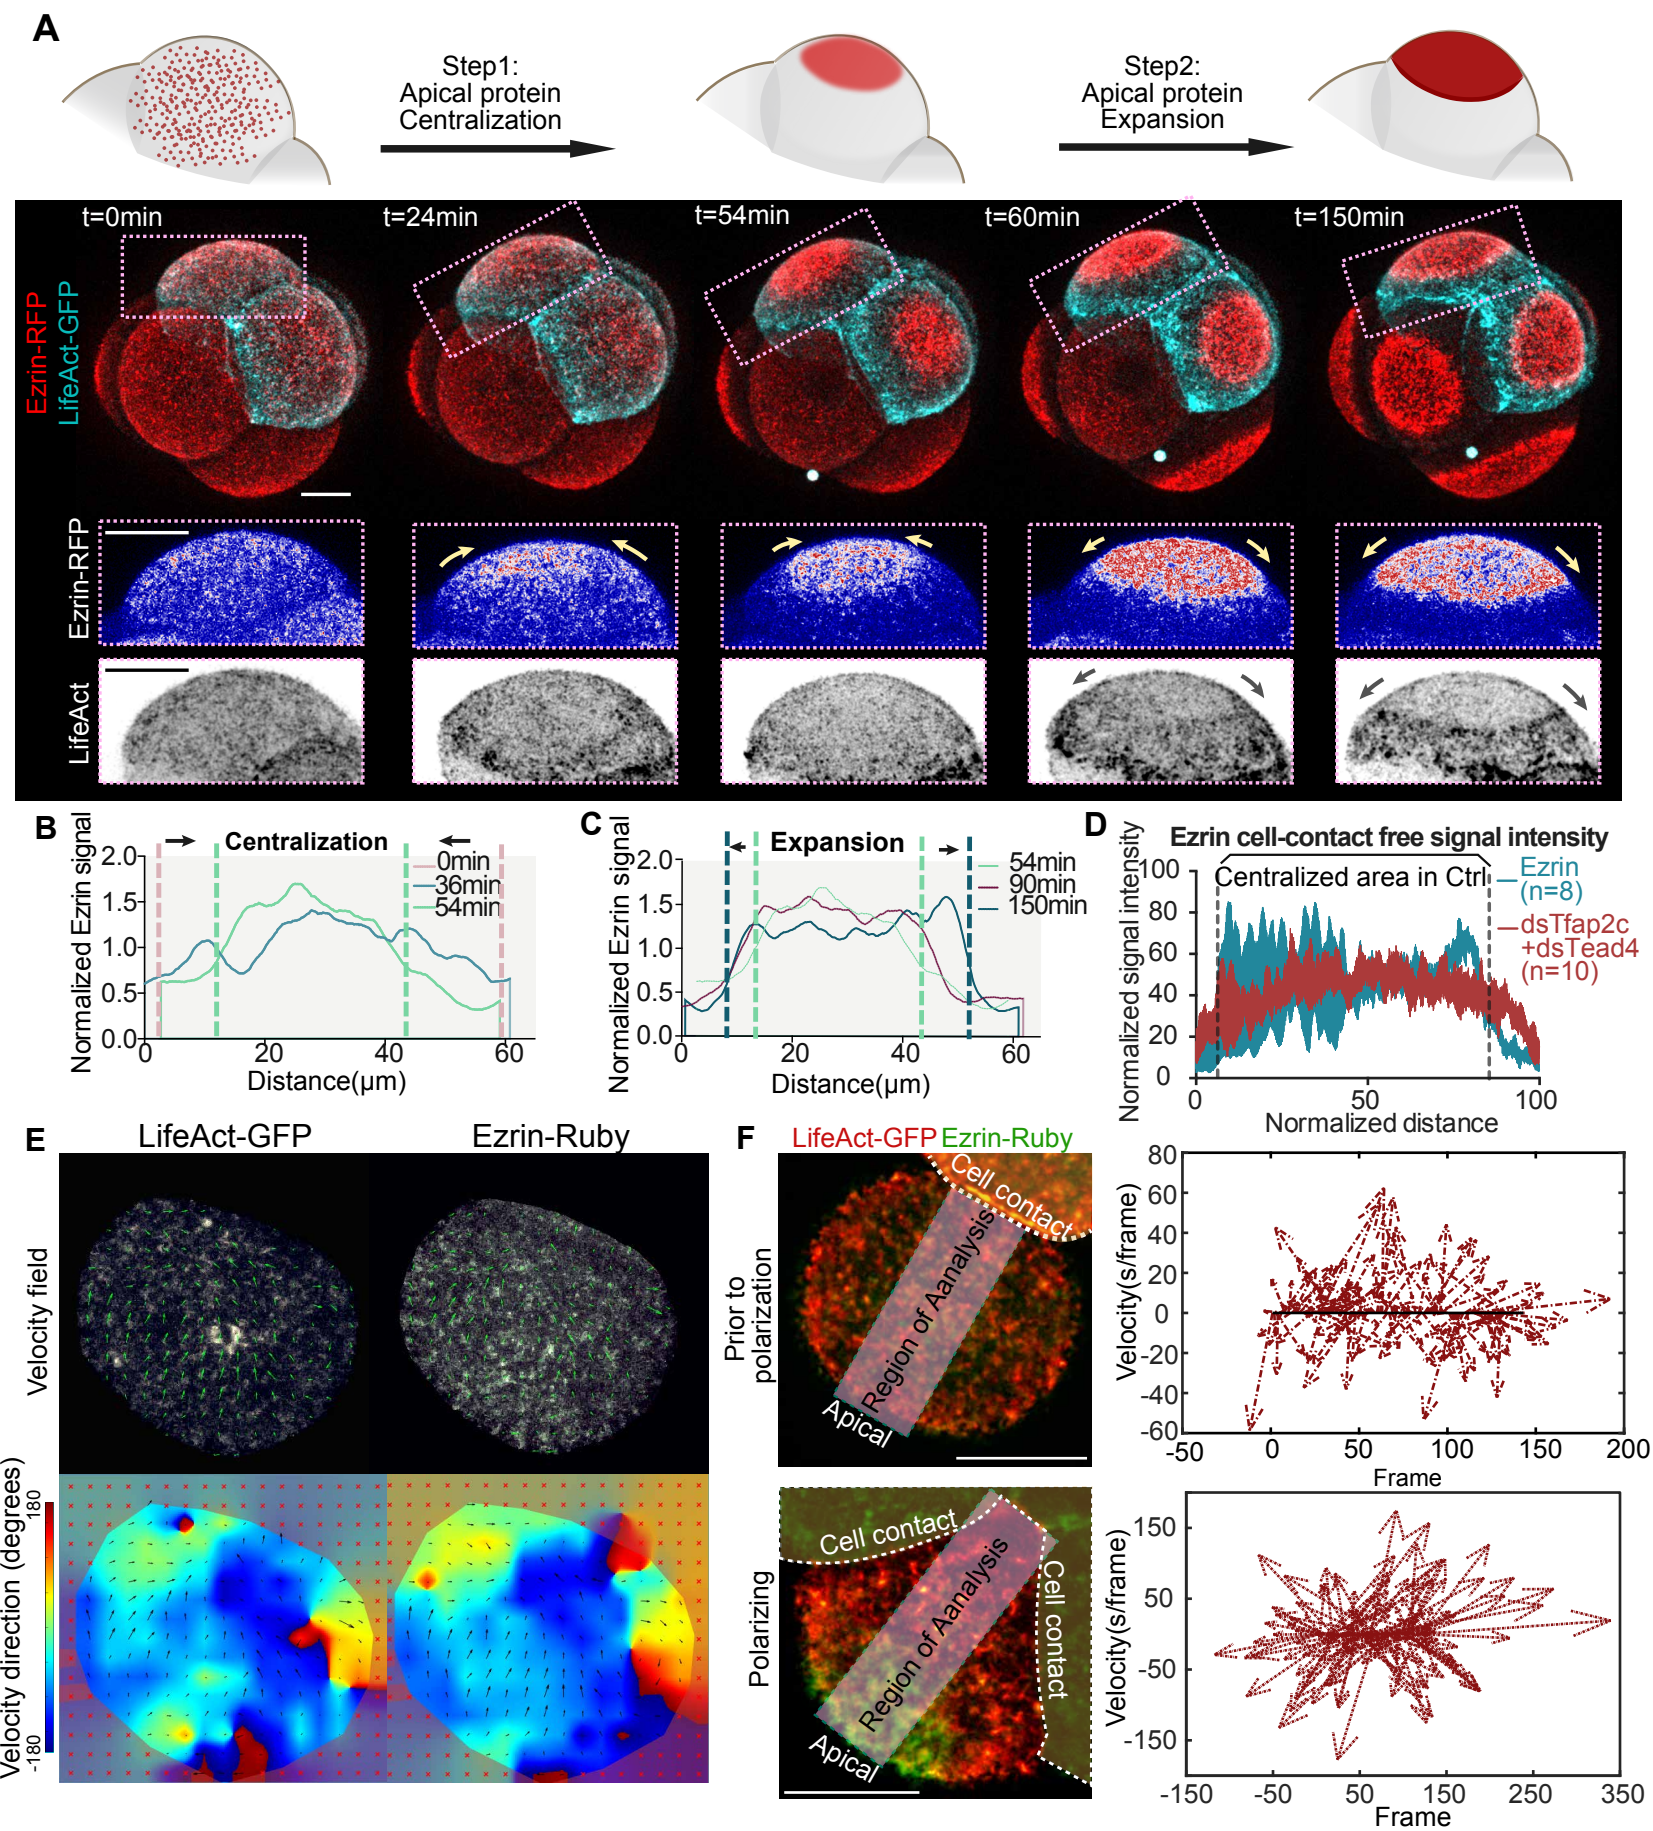 A
Step1:
Apical protein
Centralization
Step2:
Apical protein
Expansion
t=0min
t=24min
t=54min
t=60min
t=150min
Ezrin-RFP
LifeAct-GFP
Ezrin-RFP
LifeAct
B
Centralization
0min
36min
54min
2.0
1.5
1.0
0.5
0.0
Normalized Ezrin signal
0
20
40
60
Distance(µm)
C
Expansion
54min
90min
150min
2.0
1.5
1.0
0.5
0.0
Normalized Ezrin signal
0
20
40
60
Distance(µm)
D
Ezrin cell-contact free signal intensity
Centralized area in Ctrl
Ezrin
(n=8)
dsTfap2c
+dsTead4
(n=10)
100
80
60
40
20
0
Normalized signal intensity
0
50
100
Normalized distance
E
LifeAct-GFP
Ezrin-Ruby
Velocity field
Velocity direction (degrees)
180
-180
F
LifeAct-GFP Ezrin-Ruby
Prior to
polarization
Cell contact
Region of Aanalysis
Apical
80
60
40
20
0
-20
-40
-60
Velocity(s/frame)
-50
0
50
100
150
200
Frame
Polarizing
Cell contact
Cell contact
Region of Aanalysis
Apical
150
50
-50
-150
Velocity(s/frame)
-150
-50
50
150
250
350
Frame